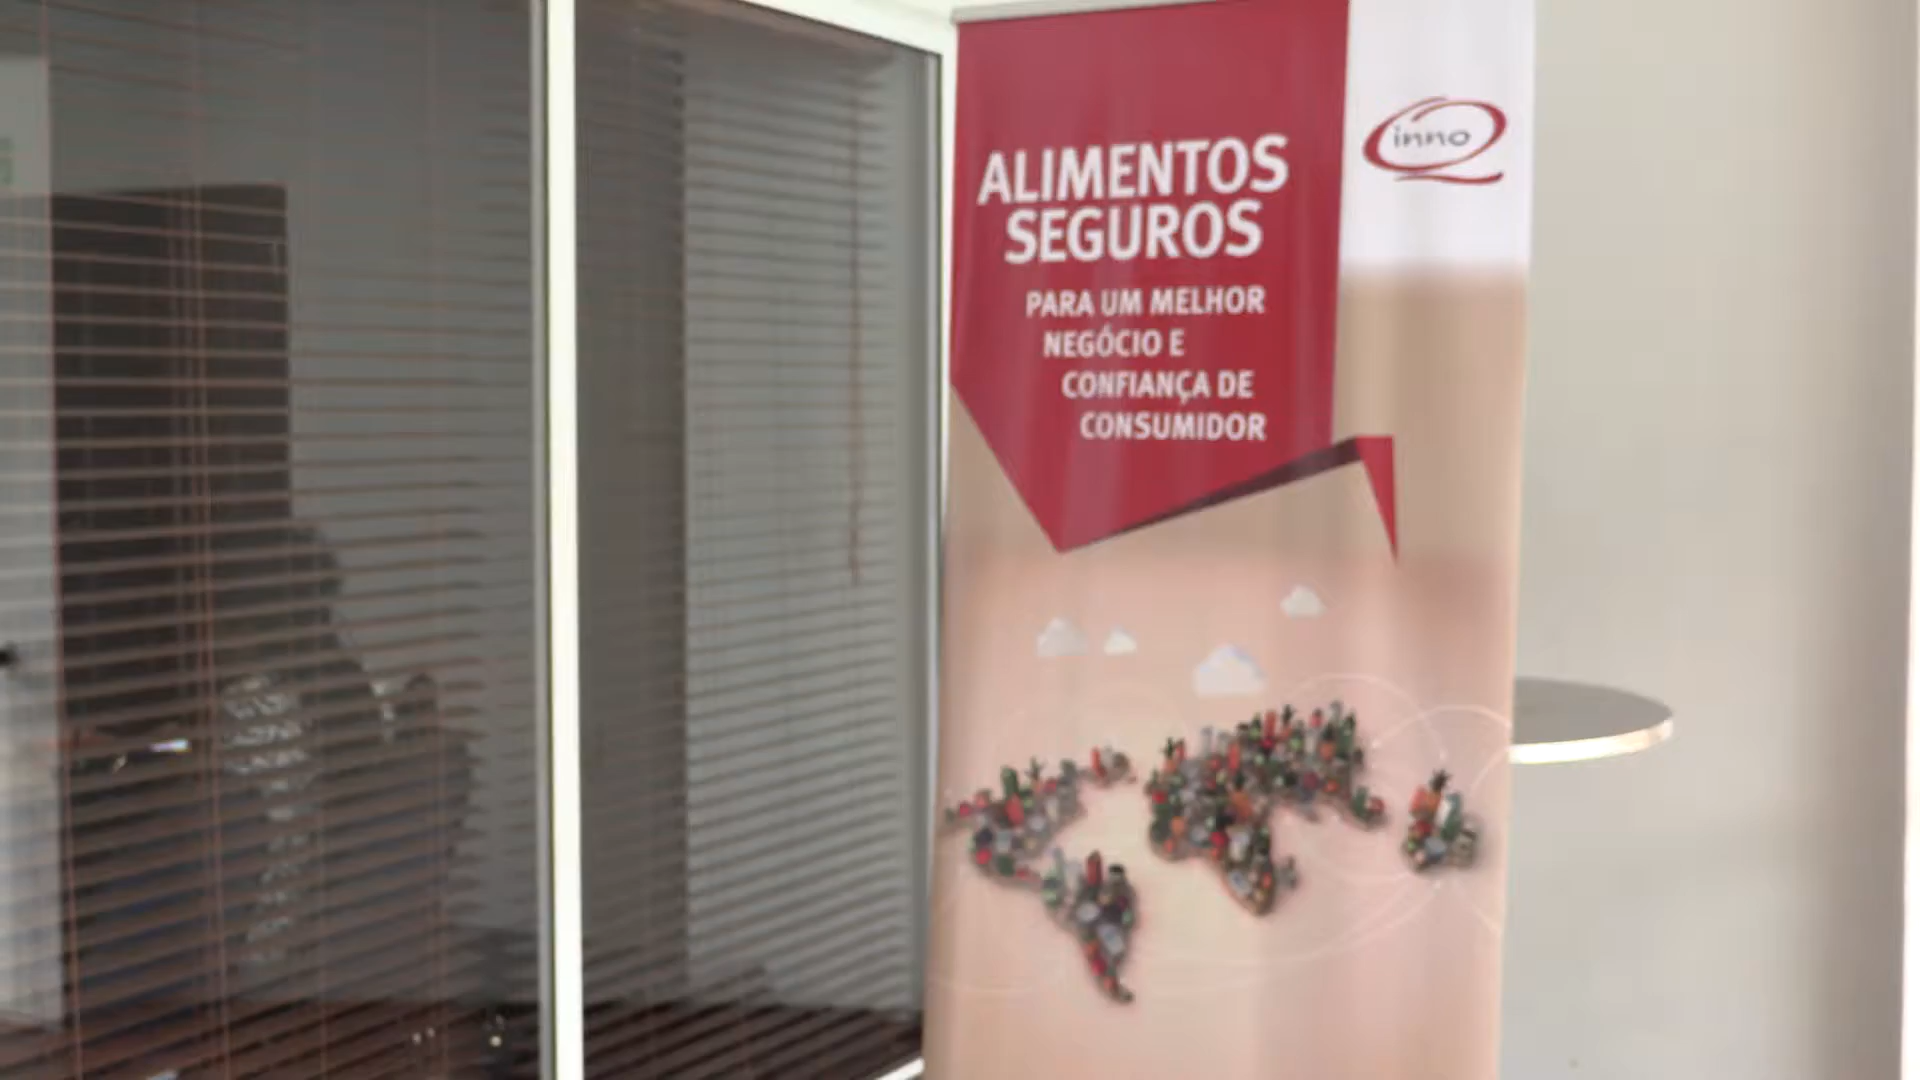 ALIMENTOS
SEGUROS
PARA UM MELHOR
NEGÓCIO E
CONFIANÇA DE
CONSUMIDOR
inno